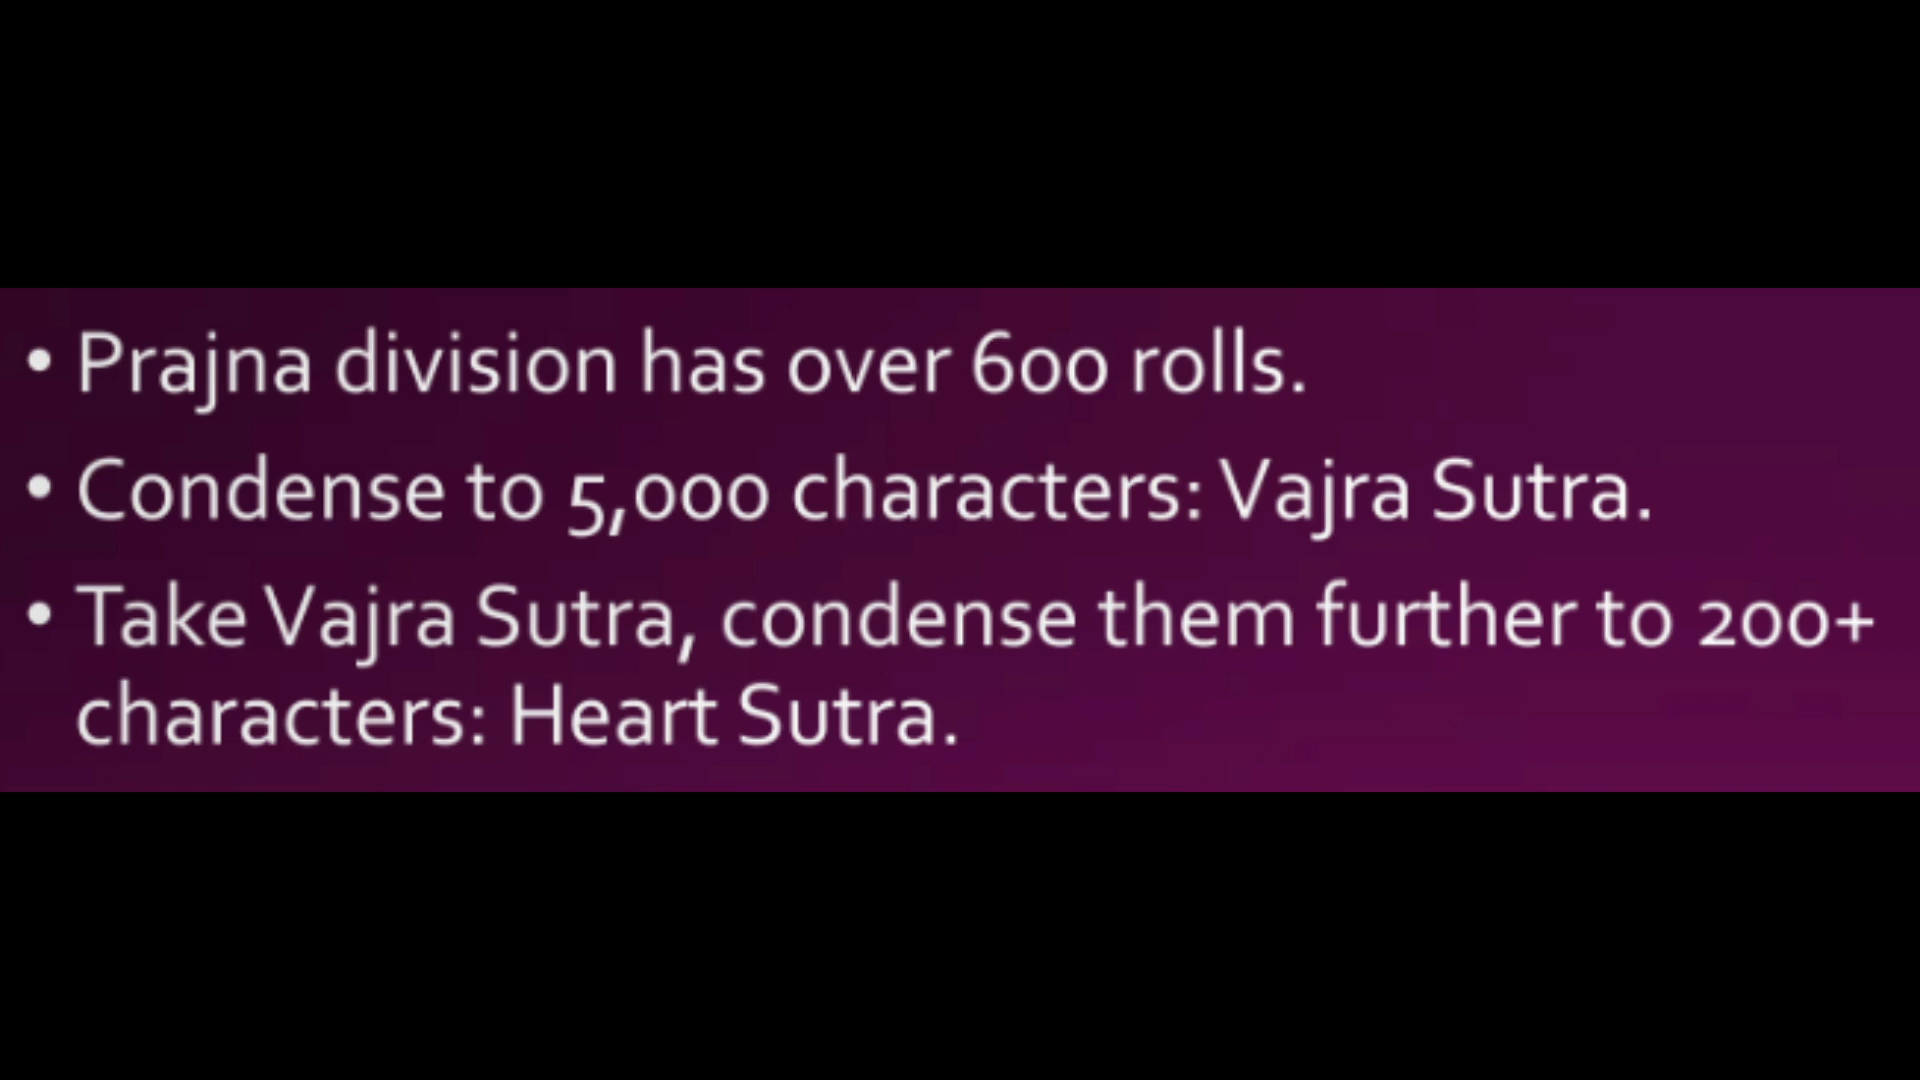 • Prajna division has over 600 rolls.
• Condense to 5,000 characters: Vajra Sutra.
• Take Vajra Sutra, condense them further to 200+
characters: Heart Sutra.